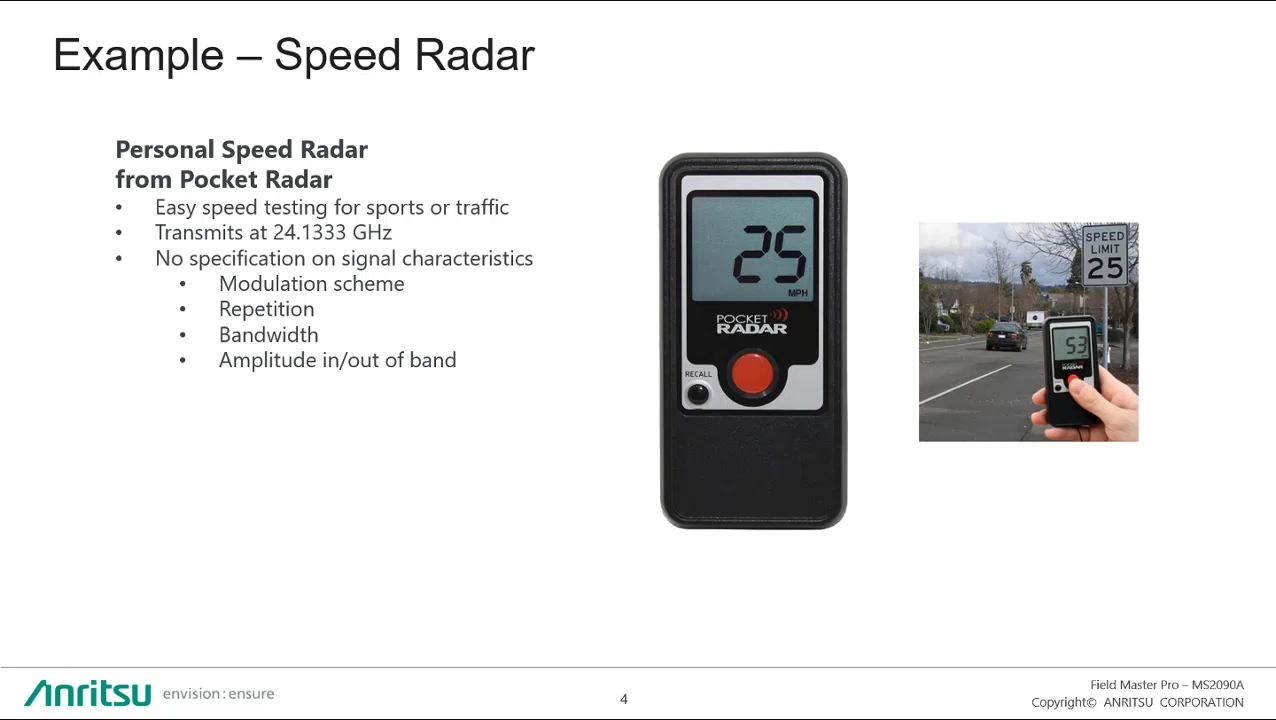 Example – Speed Radar
Personal Speed Radar
from Pocket Radar
• Easy speed testing for sports or traffic
• Transmits at 24.1333 GHz
• No specification on signal characteristics
• Modulation scheme
• Repetition
• Bandwidth
• Amplitude in/out of band
25
MPH
POCKET
RADAR
RECALL
SPEED
LIMIT
25
53
POCKET
RADAR
Anritsu envision : ensure
4
Field Master Pro – MS2090A
Copyright© ANRITSU CORPORATION